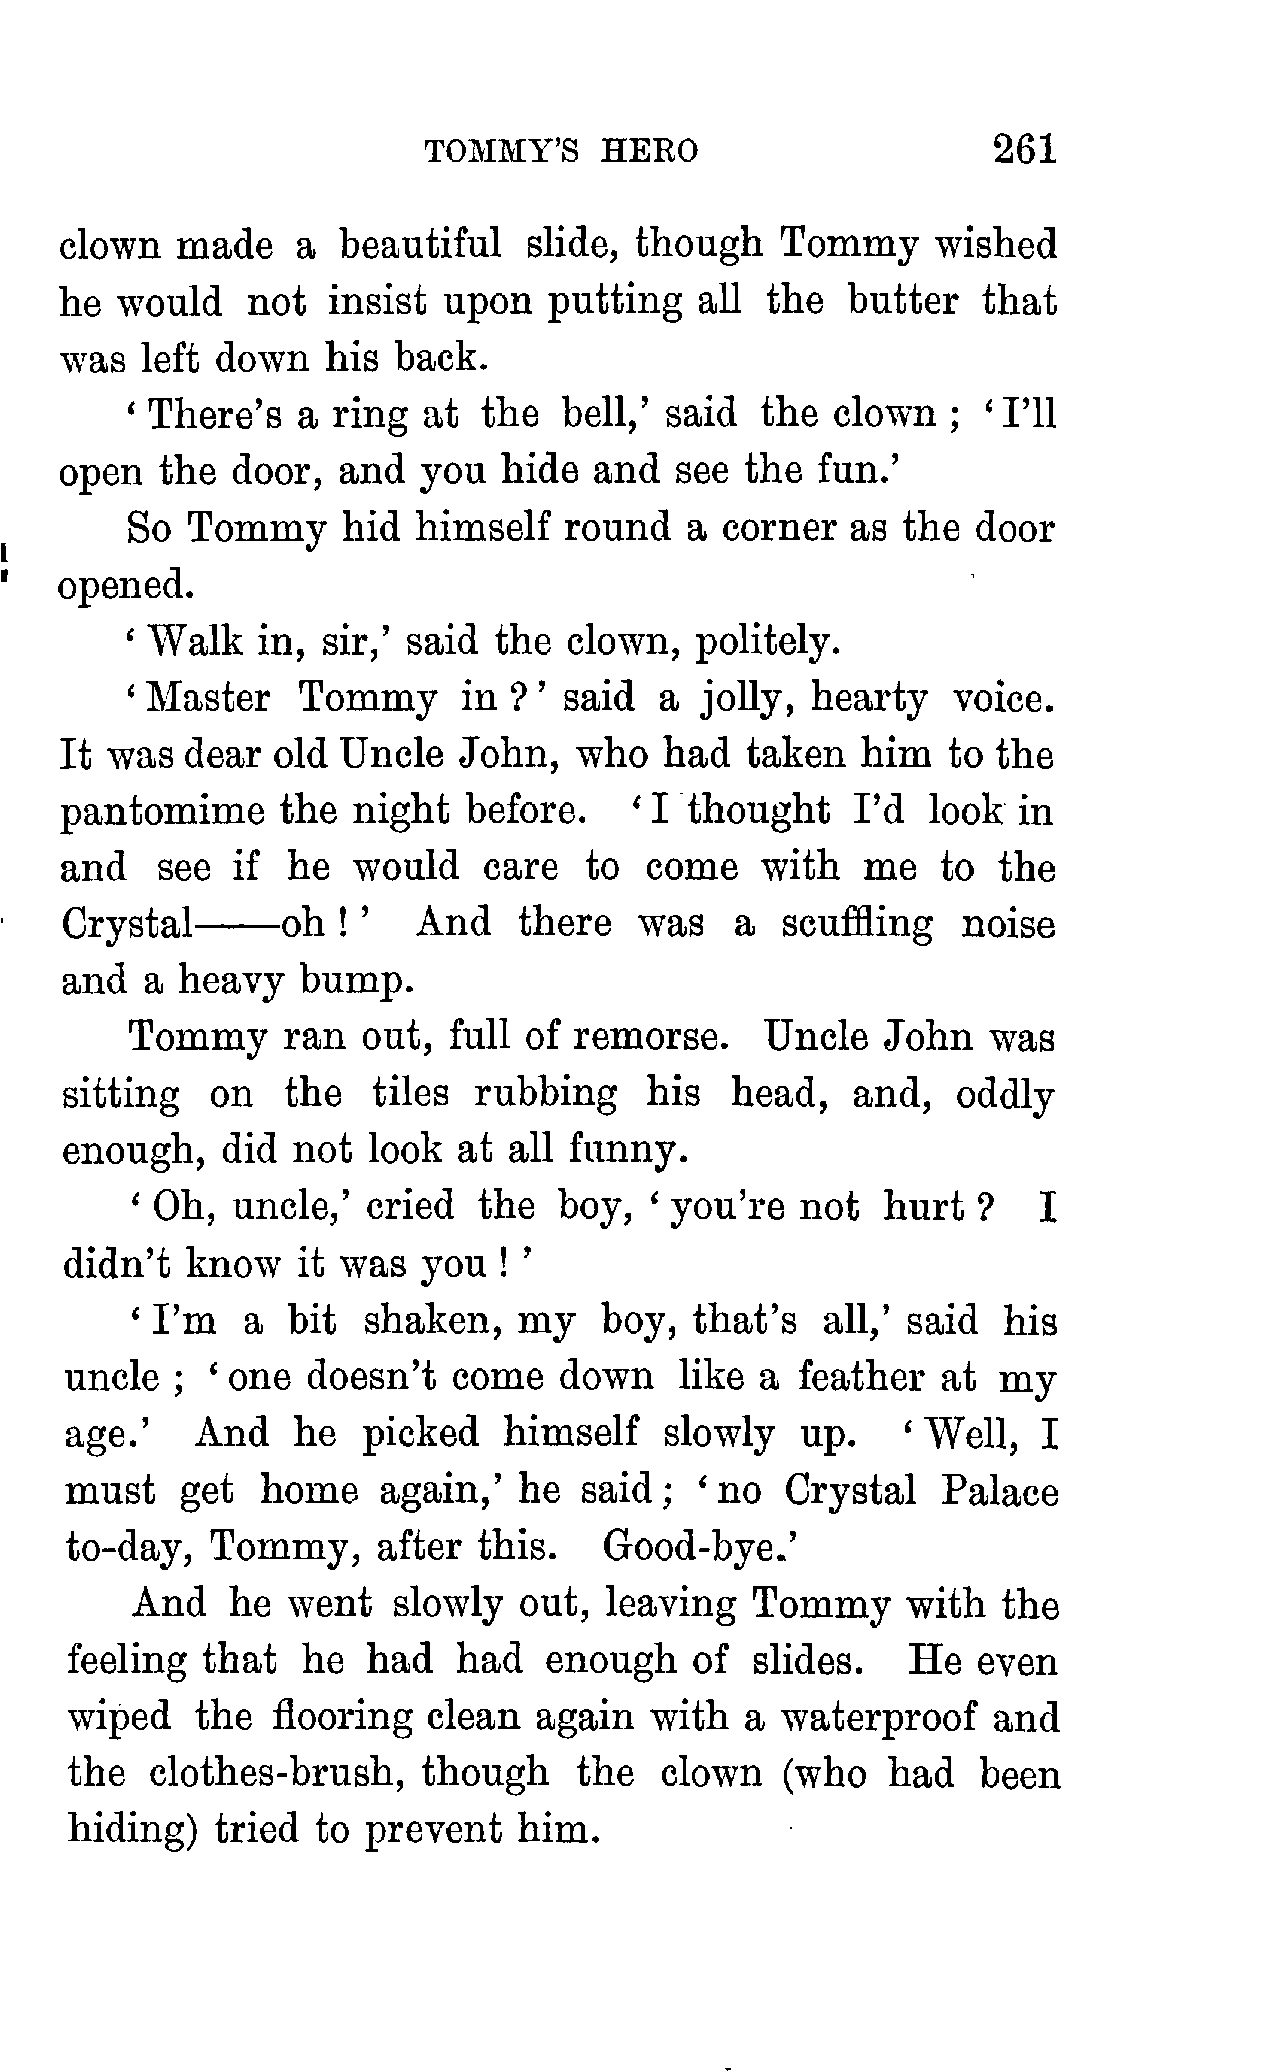 TOMMY'S HERO 261
clown made a beautiful slide, though Tommy wished
he would not insist upon putting all the butter that
was left down his back.
‘ There's a ring at the bell,’ said the clown ; ‘ I'll
open the door, and you hide and see the fun.’
So Tommy hid himself round a corner as the door
opened.
‘ Walk in, sir,’ said the clown, politely.
‘ Master Tommy in ? ’ said a jolly, hearty voice.
It was dear old Uncle John, who had taken him to the
pantomime the night before. ‘ I thought I'd look in
and see if he would care to come with me to the
Crystal——oh ! ’ And there was a scuffling noise
and a heavy bump.
Tommy ran out, full of remorse. Uncle John was
sitting on the tiles rubbing his head, and, oddly
enough, did not look at all funny.
‘ Oh, uncle,’ cried the boy, ‘ you're not hurt ? I
didn't know it was you ! ’
‘ I'm a bit shaken, my boy, that's all,’ said his
uncle ; ‘ one doesn't come down like a feather at my
age.’ And he picked himself slowly up. ‘ Well, I
must get home again,’ he said ; ‘ no Crystal Palace
to-day, Tommy, after this. Good-bye.’
And he went slowly out, leaving Tommy with the
feeling that he had had enough of slides. He even
wiped the flooring clean again with a waterproof and
the clothes-brush, though the clown (who had been
hiding) tried to prevent him.